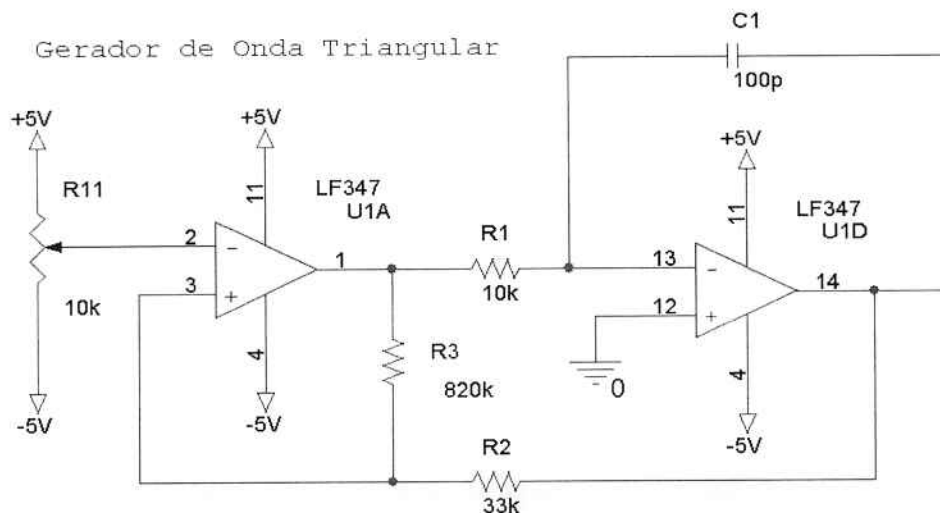 Gerador de Onda Triangular
C1
100p
+5V
+5V
+5V
R11
11
LF347
U1A
11
LF347
U1D
2
1
R1
13
14
3
10k
10k
12
4
R3
820k
0
4
-5V
-5V
-5V
R2
33k